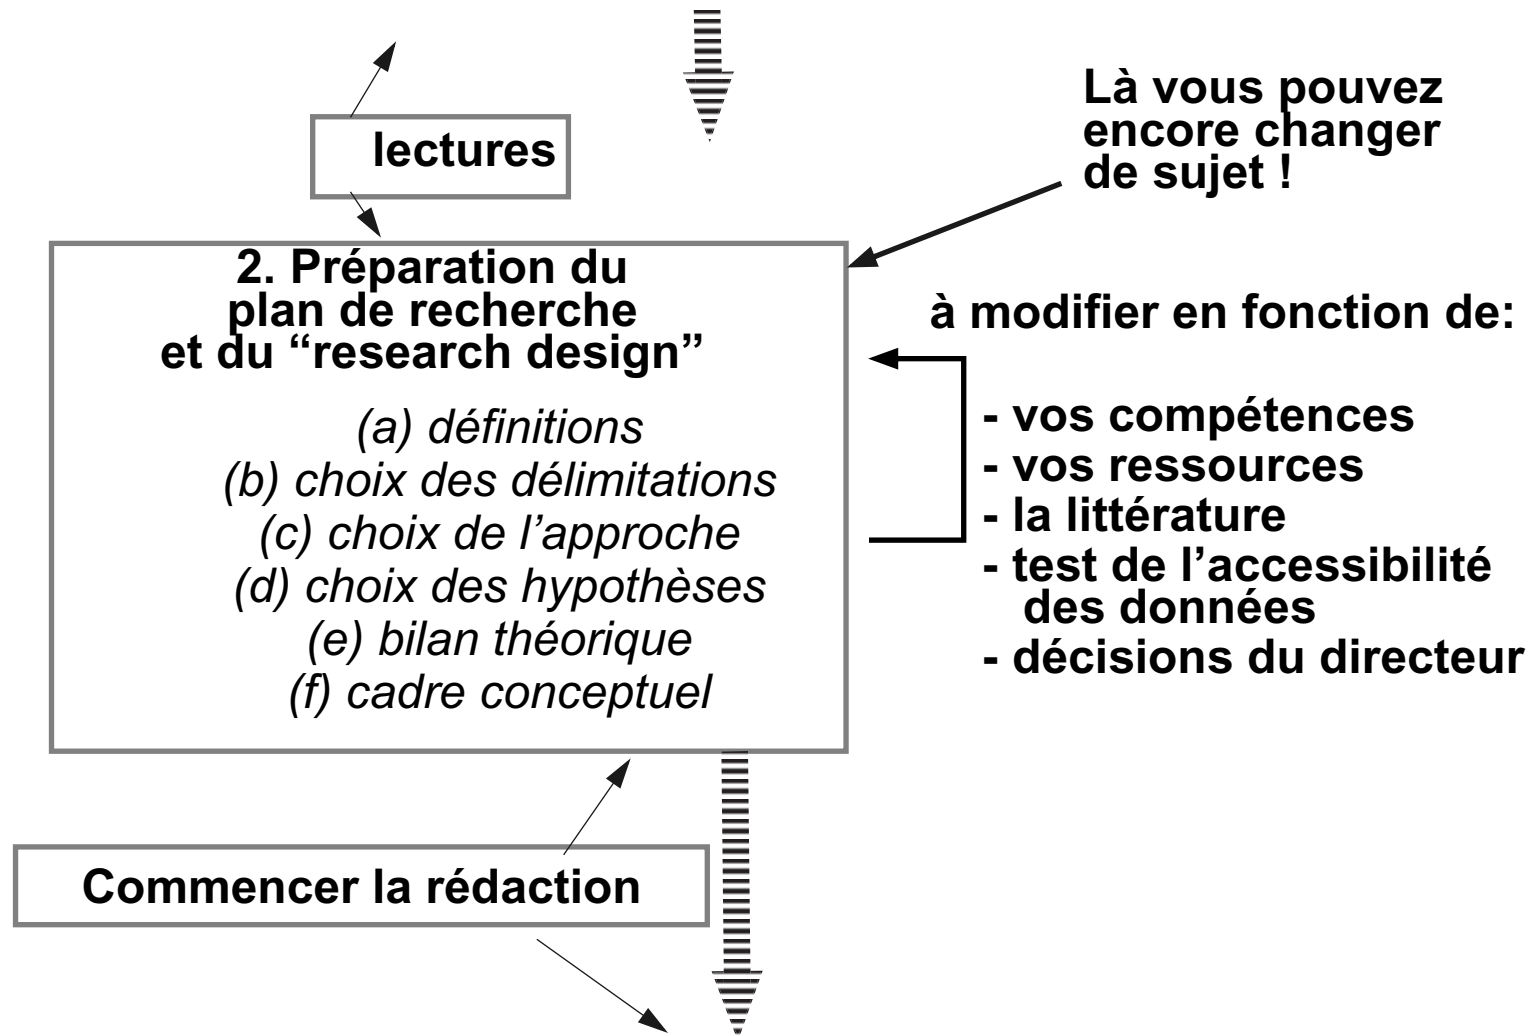 lectures
Là vous pouvez
encore changer
de sujet !
2. Préparation du
plan de recherche
et du “research design”
(a) définitions
(b) choix des délimitations
(c) choix de l’approche
(d) choix des hypothèses
(e) bilan théorique
(f) cadre conceptuel
à modifier en fonction de:
- vos compétences
- vos ressources
- la littérature
- test de l’accessibilité
des données
- décisions du directeur
Commencer la rédaction